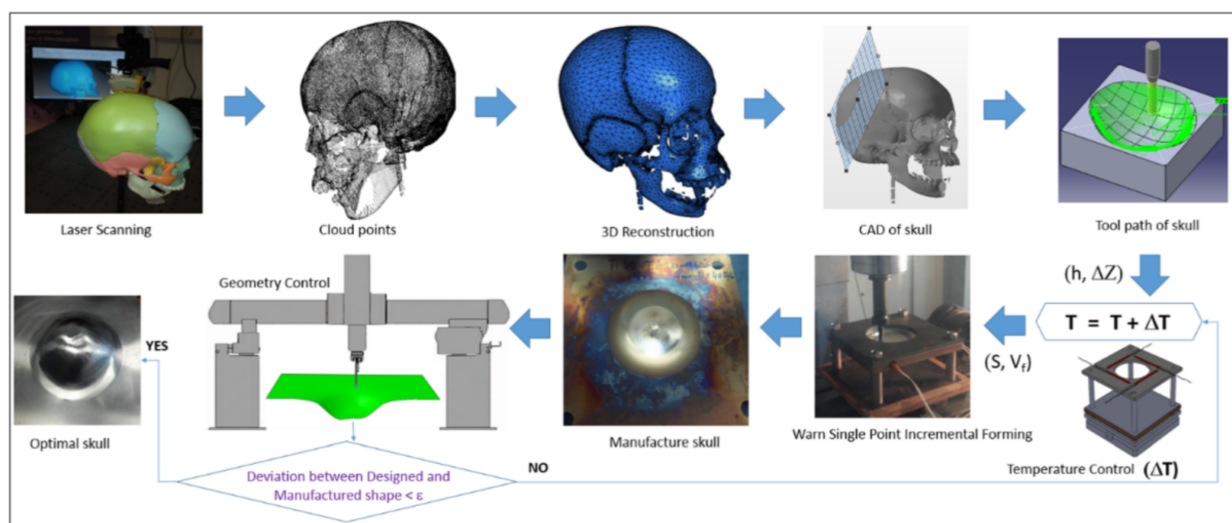 Laser Scanning
Cloud points
3D Reconstruction
CAD of skull
Tool path of skull
(h, ΔZ)
T = T + ΔT
(S, Vf)
Temperature Control (ΔT)
Warn Single Point Incremental Forming
Manufacture skull
Geometry Control
Deviation between Designed and
Manufactured shape < ε
YES
NO
Optimal skull